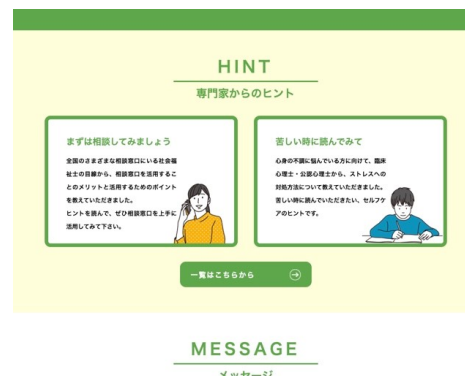 HINT
専門家からのヒント
まずは相談してみましょう
全国のさまざまな相談窓口にいる社会福
祉士の目線から、相談窓口を活用するこ
とのメリットと活用するためのポイント
を教えていただきました。
ヒントを読んで、ぜひ相談窓口を上手に
活用してみて下さい。
苦しい時に読んでみて
心身の不調に悩んでいる方に向けて、臨床
心理士・公認心理士から、ストレスへの
対処方法について教えていただきました。
苦しい時に読んでいただきたい、セルフケ
アのヒントです。
一覧はこちらから
MESSAGE
メッセージ